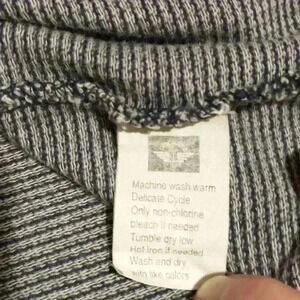 Machine wash warm
Delicate Cycle
Only non-chlorine
bleach if needed
Tumble dry low
Hot Iron if needed
Wash and dry
with like colors